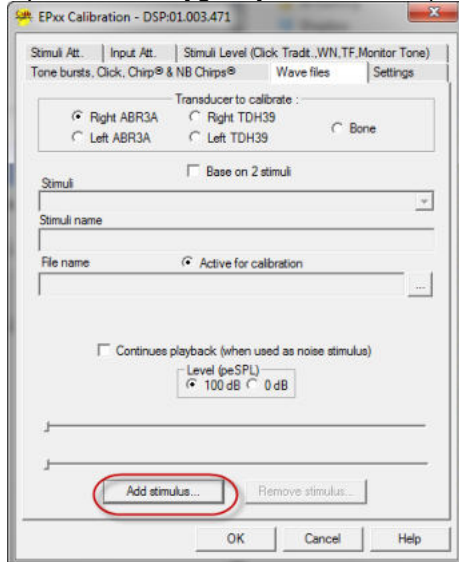 EPxx Calibration - DSP:01.003.471
Stimuli Att. Input Att. Stimuli Level (Click Tradit.,WN,TF,Monitor Tone)
Tone bursts, Click, Chirp® & NB Chirps® Wave files Settings
Transducer to calibrate :
Right ABR3A Right TDH39 Bone
Left ABR3A Left TDH39
Base on 2 stimuli
Stimuli
Stimuli name
File name Active for calibration
...
Continues playback (when used as noise stimulus)
Level (peSPL)
100 dB 0 dB
Add stimulus... Remove stimulus...
OK Cancel Help